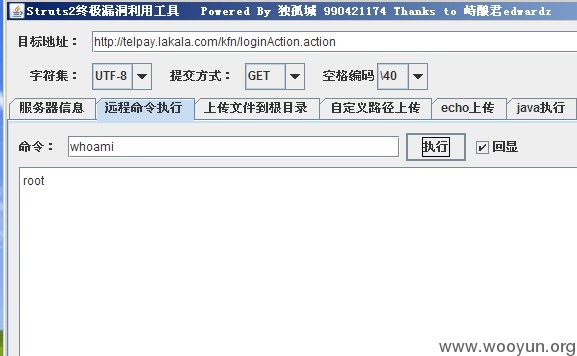 Struts2终极漏洞利用工具 Powered By 独孤城 990421174 Thanks to 峙酿君edwardz
目标地址： http://telpay.lakala.com/kfn/loginAction.action
字符集： UTF-8 提交方式： GET 空格编码 \40
服务器信息 远程命令执行 上传文件到根目录 自定义路径上传 echo上传 java执行
命令： whoami 执行 回显
root
www.wooyun.org